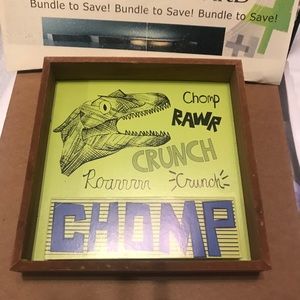 Bundle to Save! Bundle to Save! Bundle to Save!
Chomp
RAWR
CRUNCH
Roarrrrr Crunch
CHOMP